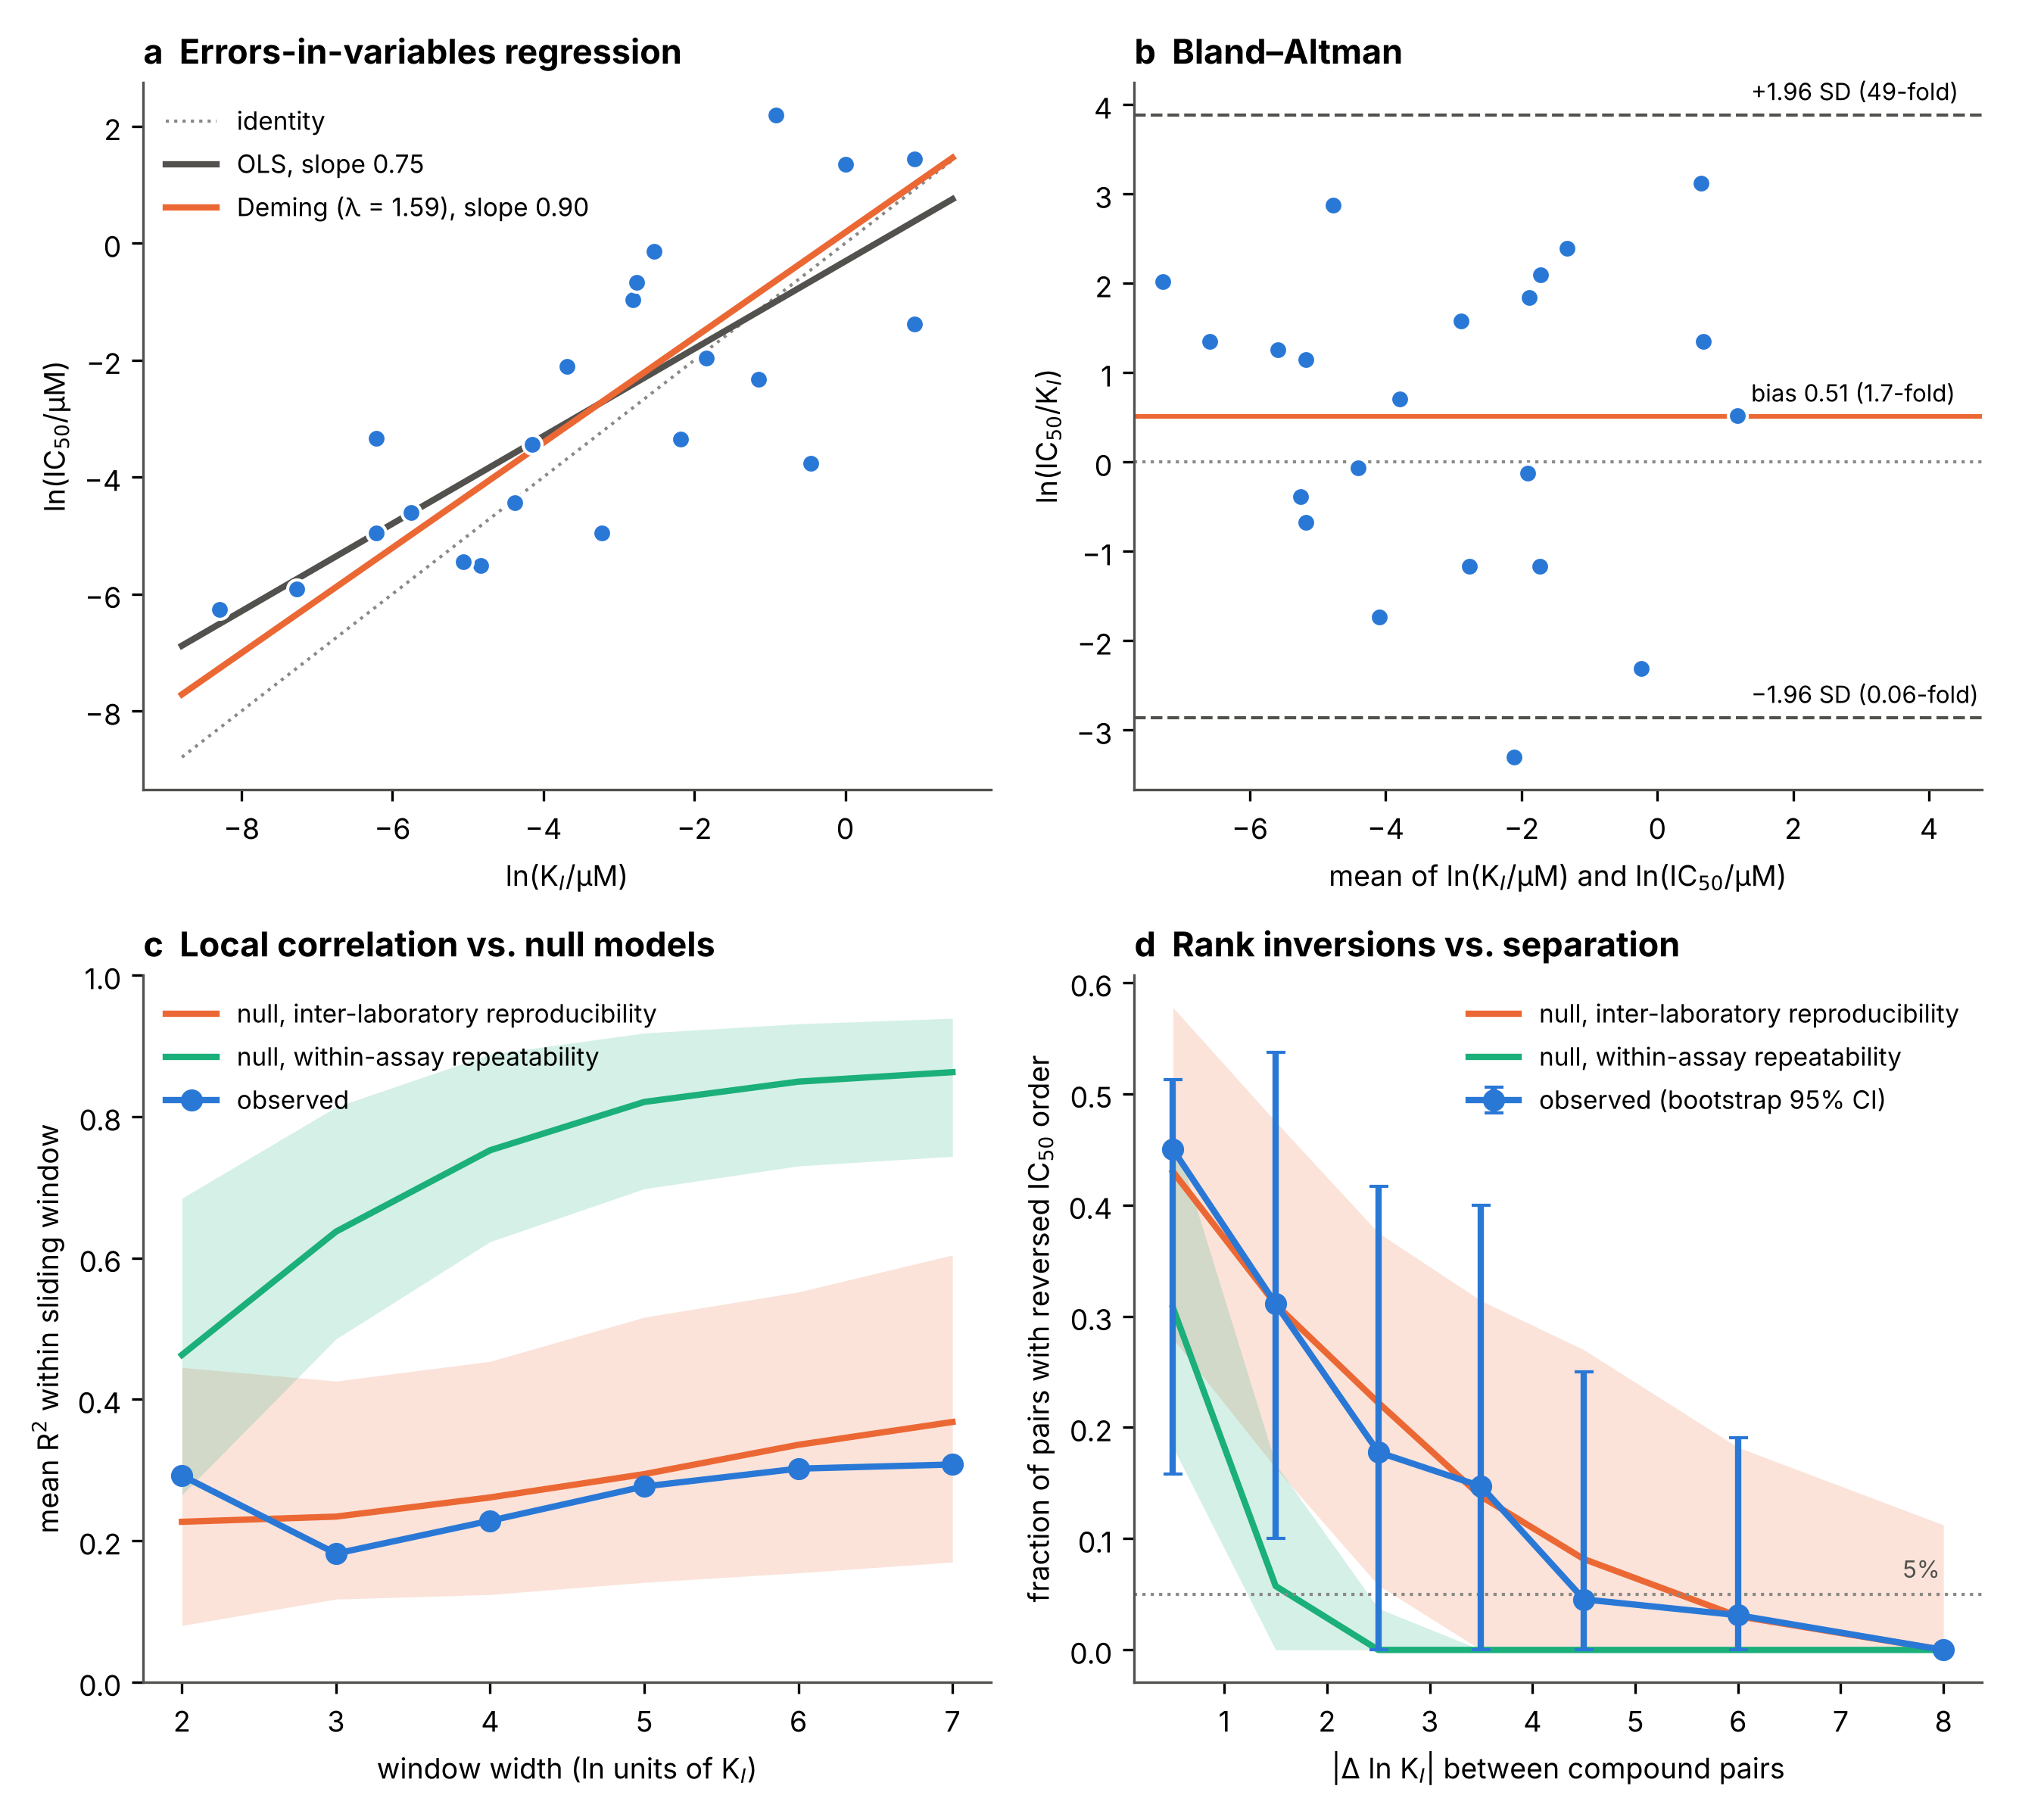 a Errors-in-variables regression
identity
OLS, slope 0.75
Deming (λ = 1.59), slope 0.90
2
0
−2
−4
−6
−8
ln(IC50/μM)
−8 −6 −4 −2 0
ln(KI/μM)
b Bland–Altman
+1.96 SD (49-fold)
bias 0.51 (1.7-fold)
−1.96 SD (0.06-fold)
4
3
2
1
0
−1
−2
−3
ln(IC50/KI)
−6 −4 −2 0 2 4
mean of ln(KI/μM) and ln(IC50/μM)
c Local correlation vs. null models
null, inter-laboratory reproducibility
null, within-assay repeatability
observed
1.0
0.8
0.6
0.4
0.2
0.0
mean R2 within sliding window
2 3 4 5 6 7
window width (ln units of KI)
d Rank inversions vs. separation
null, inter-laboratory reproducibility
null, within-assay repeatability
observed (bootstrap 95% CI)
5%
0.6
0.5
0.4
0.3
0.2
0.1
0.0
fraction of pairs with reversed IC50 order
1 2 3 4 5 6 7 8
|Δ ln KI| between compound pairs